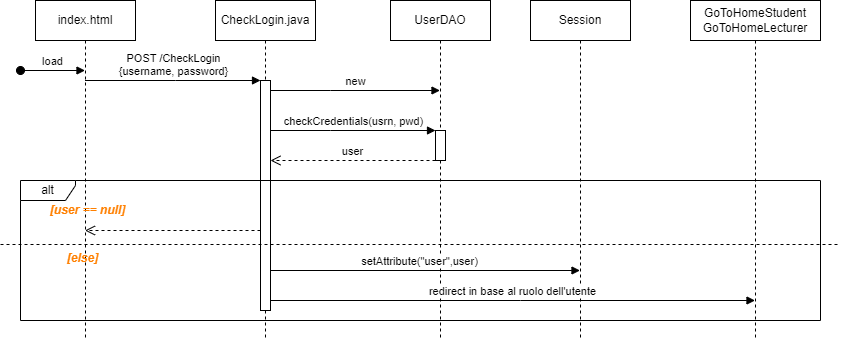 index.html
CheckLogin.java
UserDAO
Session
GoToHomeStudent
GoToHomeLecturer
load
POST /CheckLogin
{username, password}
new
checkCredentials(usrn, pwd)
user
alt
[user == null]
[else]
setAttribute("user",user)
redirect in base al ruolo dell'utente